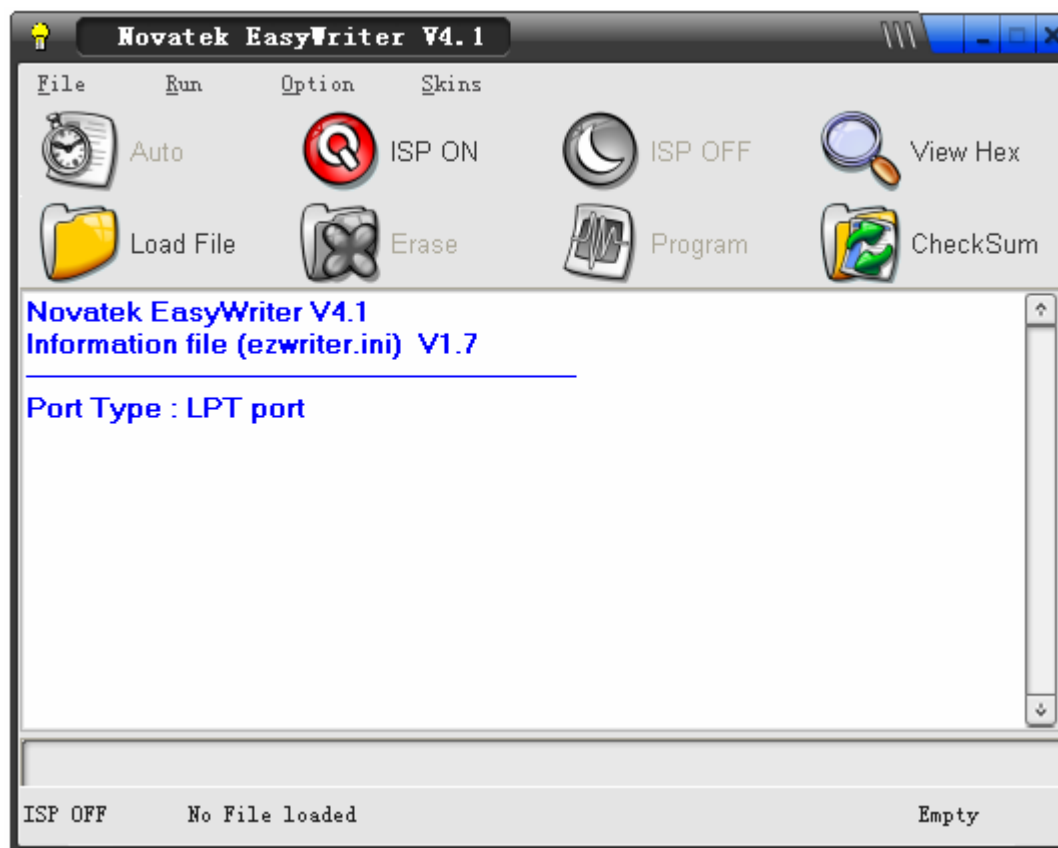 Novatek EasyWriter V4.1
File Run Option Skins
Auto ISP ON ISP OFF View Hex
Load File Erase Program CheckSum
Novatek EasyWriter V4.1
Information file (ezwriter.ini) V1.7
Port Type : LPT port
ISP OFF No File loaded Empty